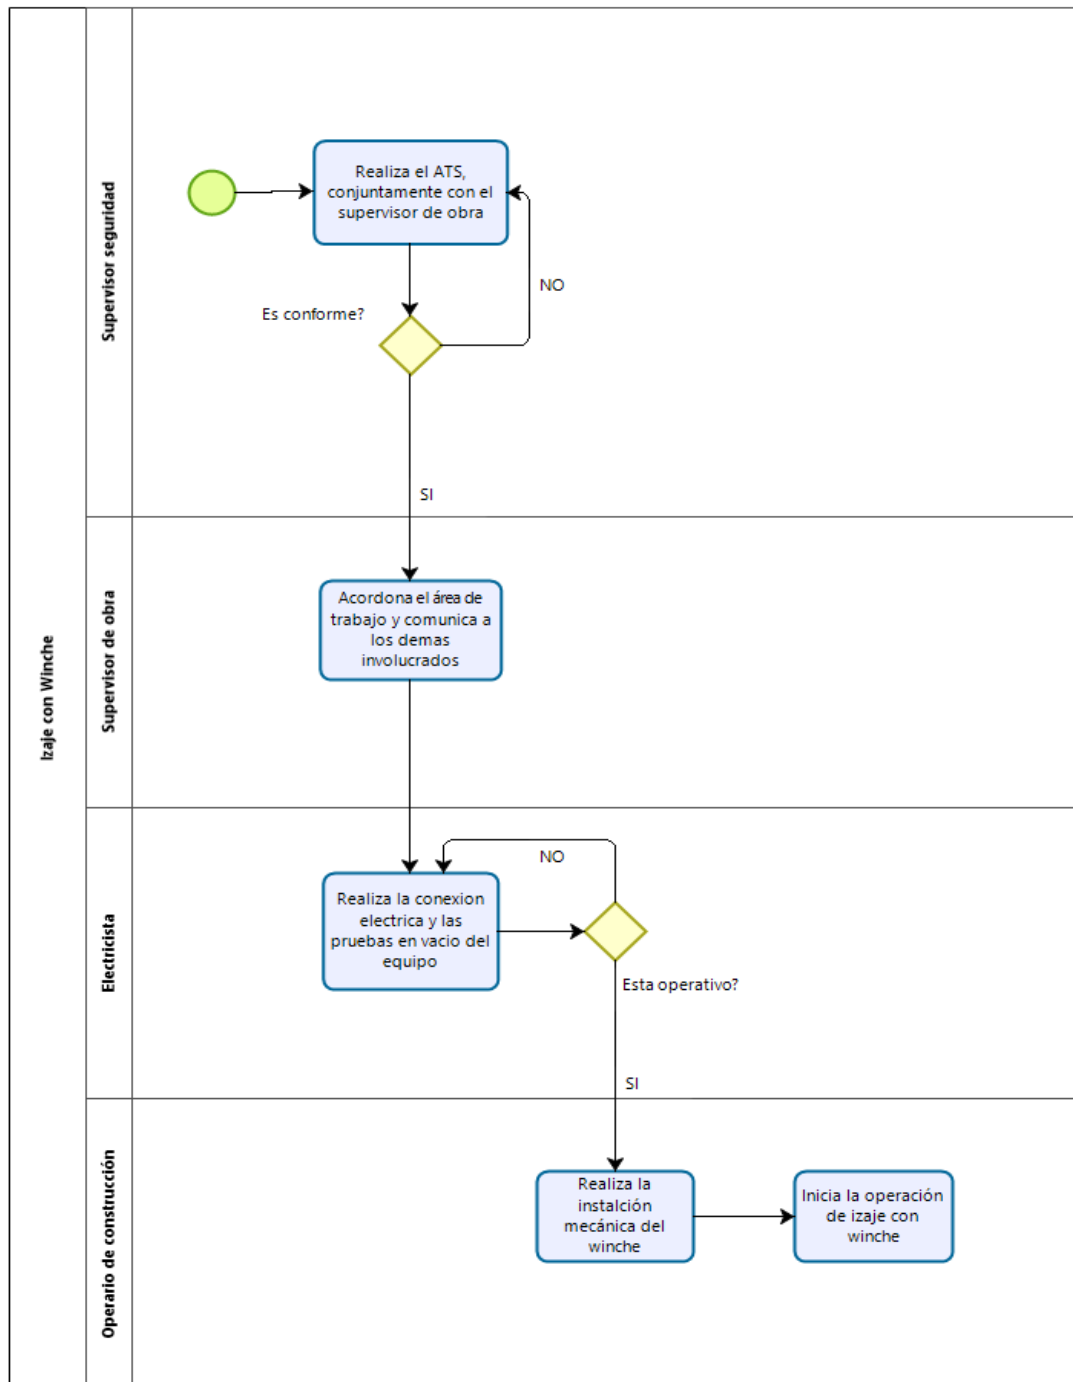 Izaje con Winche
Supervisor seguridad
Realiza el ATS,
conjuntamente con el
supervisor de obra
NO
Es conforme?
SI
Supervisor de obra
Acordona el área de
trabajo y comunica a
los demas
involucrados
Electricista
NO
Realiza la conexion
electrica y las
pruebas en vacio del
equipo
Esta operativo?
SI
Operario de construcción
Realiza la
instalción
mecánica del
winche
Inicia la operación
de izaje con
winche